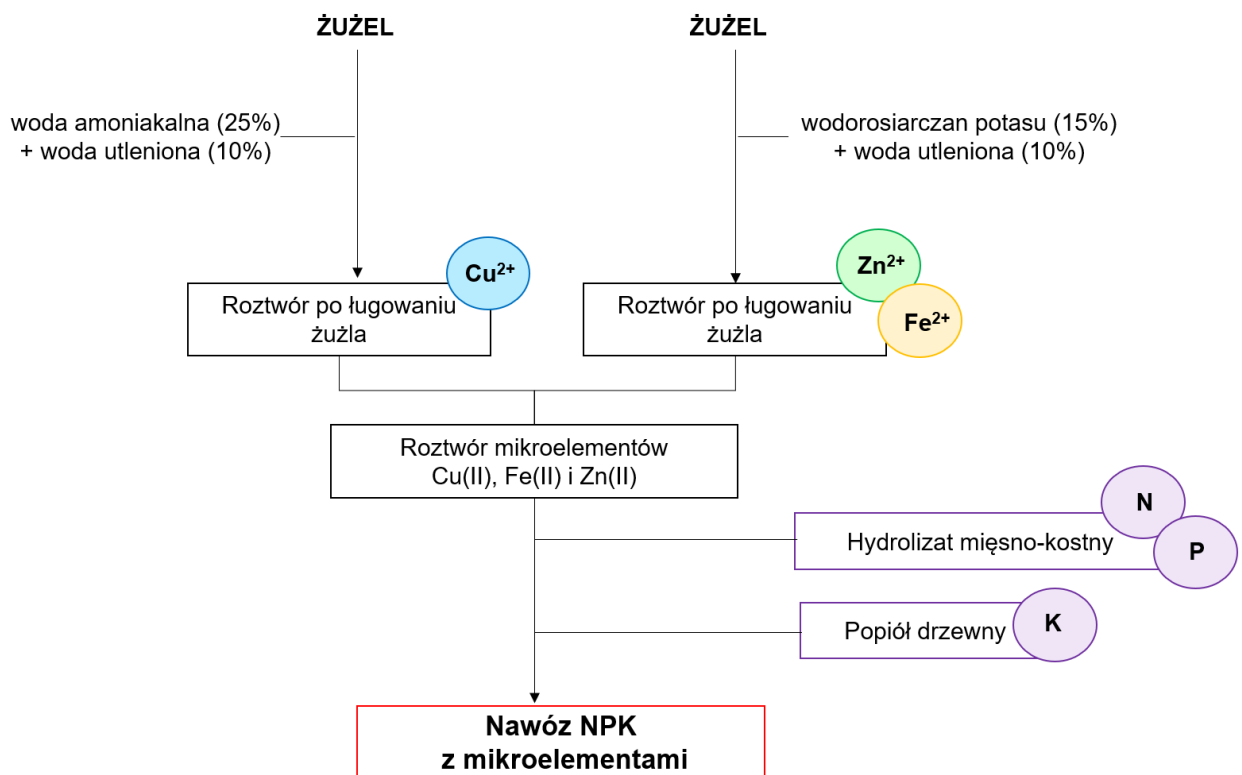 ŻUŻEL
ŻUŻEL
woda amoniakalna (25%)
+ woda utleniona (10%)
wodorosiarczan potasu (15%)
+ woda utleniona (10%)
Cu²⁺
Zn²⁺
Fe²⁺
Roztwór po ługowaniu
żużla
Roztwór po ługowaniu
żużla
Roztwór mikroelementów
Cu(II), Fe(II) i Zn(II)
N
P
Hydrolizat mięsno-kostny
K
Popiół drzewny
Nawóz NPK
z mikroelementami